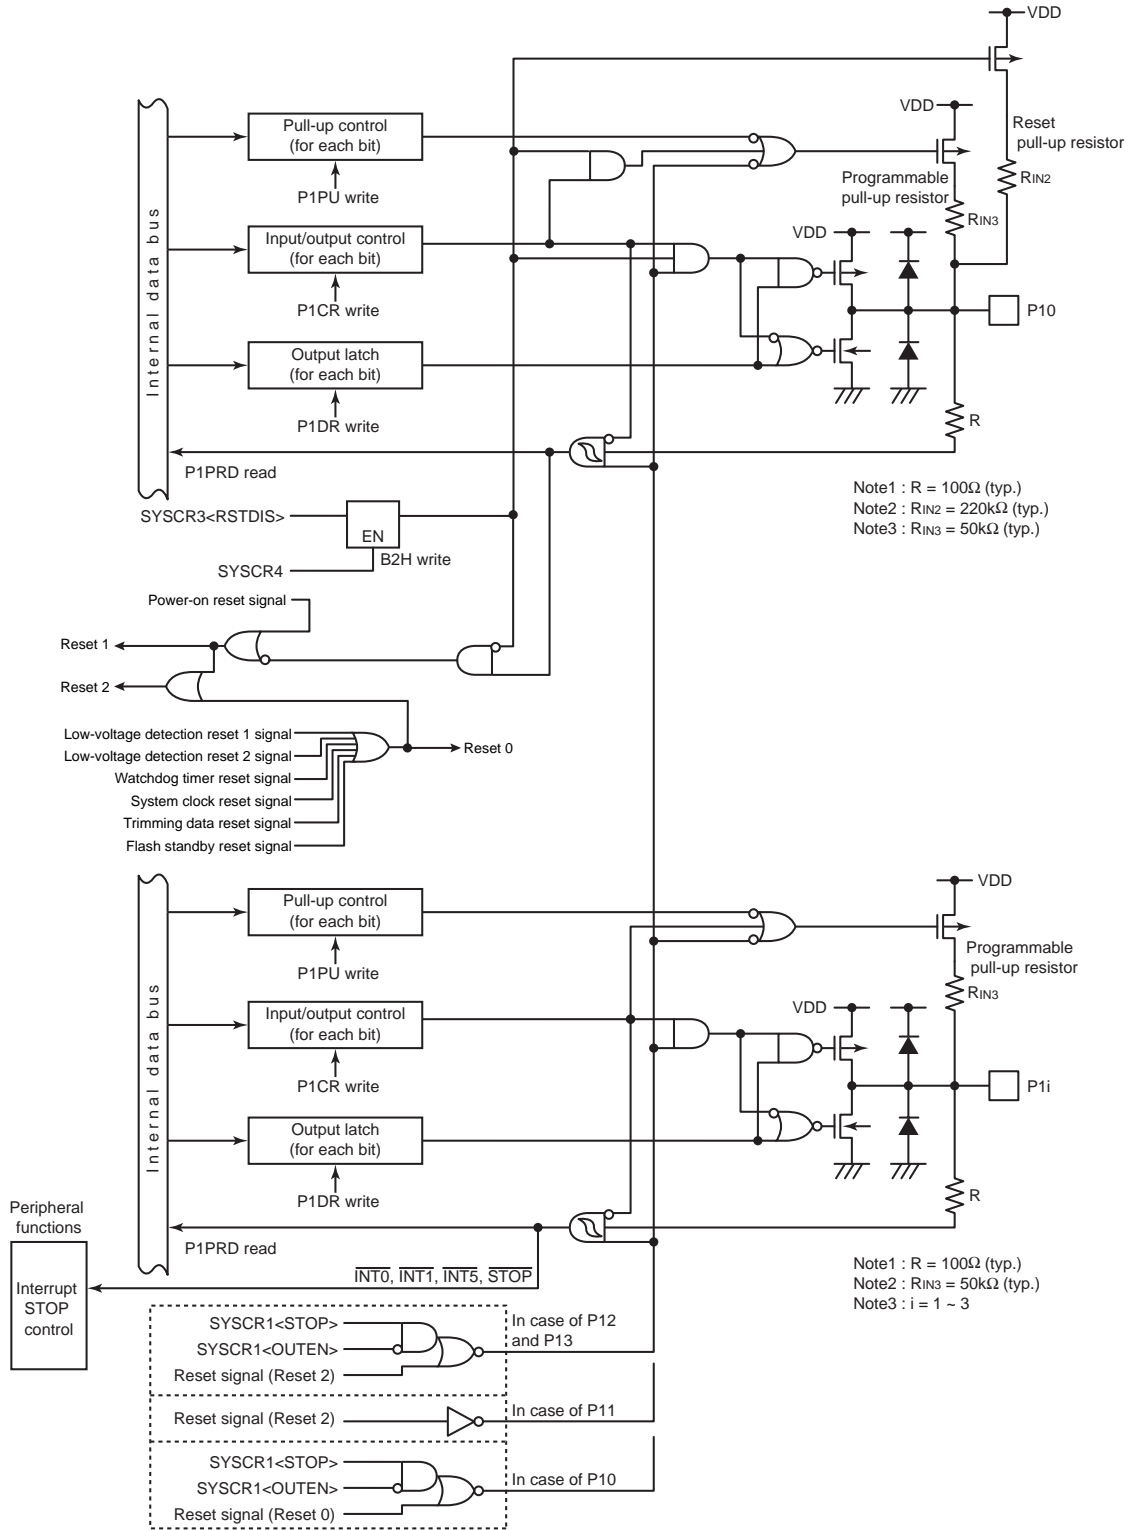 VDD
VDD
Reset
pull-up resistor
Pull-up control
(for each bit)
P1PU write
Programmable
pull-up resistor
RIN2
RIN3
Internal data bus
Input/output control
(for each bit)
P1CR write
VDD
P10
Output latch
(for each bit)
P1DR write
R
P1PRD read
Note1 : R = 100Ω (typ.)
Note2 : RIN2 = 220kΩ (typ.)
Note3 : RIN3 = 50kΩ (typ.)
SYSCR3<RSTDIS>
EN
B2H write
SYSCR4
Power-on reset signal
Reset 1
Reset 2
Low-voltage detection reset 1 signal
Low-voltage detection reset 2 signal
Watchdog timer reset signal
System clock reset signal
Trimming data reset signal
Flash standby reset signal
Reset 0
VDD
Pull-up control
(for each bit)
P1PU write
Programmable
pull-up resistor
RIN3
Internal data bus
Input/output control
(for each bit)
P1CR write
VDD
P1i
Output latch
(for each bit)
P1DR write
R
P1PRD read
Peripheral
functions
Interrupt
STOP
control
INT0, INT1, INT5, STOP
Note1 : R = 100Ω (typ.)
Note2 : RIN3 = 50kΩ (typ.)
Note3 : i = 1 ~ 3
SYSCR1<STOP>
SYSCR1<OUTEN>
Reset signal (Reset 2)
In case of P12
and P13
Reset signal (Reset 2)
In case of P11
SYSCR1<STOP>
SYSCR1<OUTEN>
Reset signal (Reset 0)
In case of P10